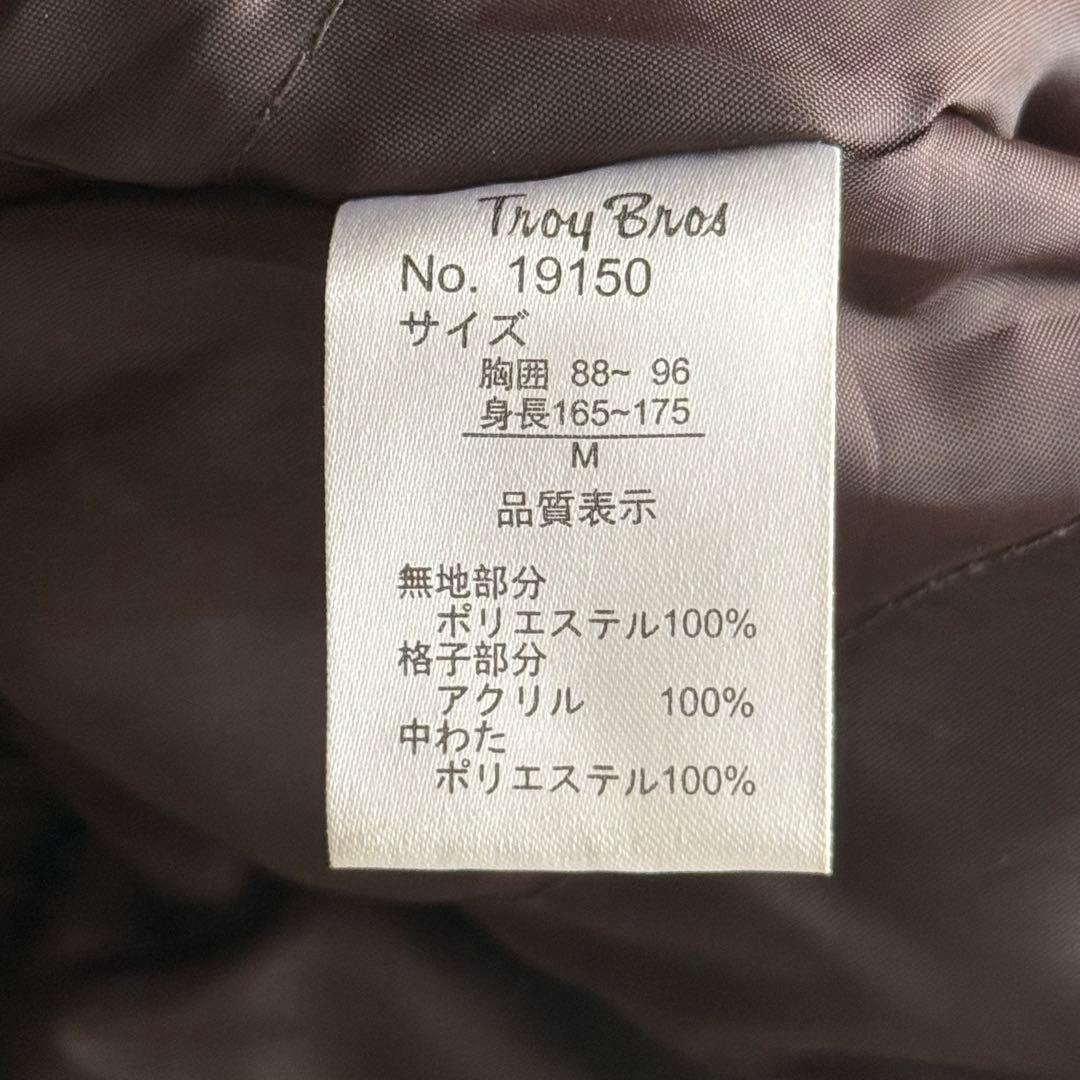 Troy Bros
No. 19150
サイズ
胸囲 88~ 96
身長165~175
M
品質表示
無地部分
ポリエステル100%
格子部分
アクリル 100%
中わた
ポリエステル100%